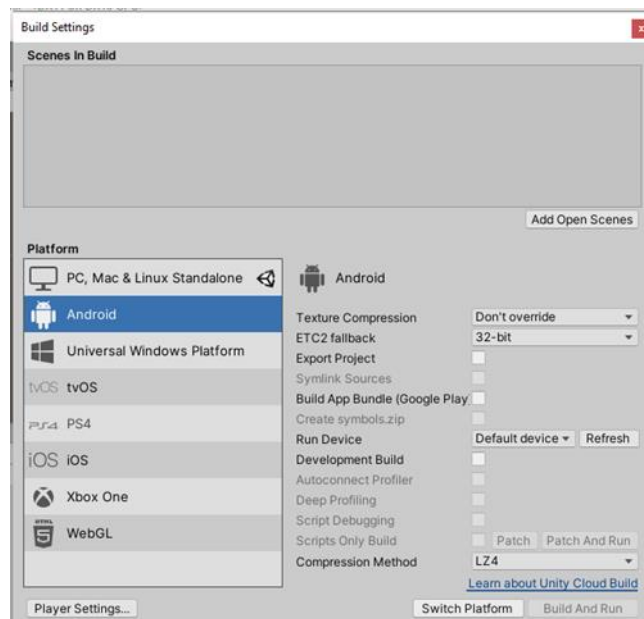 Build Settings
Scenes In Build
Add Open Scenes
Platform
PC, Mac & Linux Standalone
Android
Universal Windows Platform
tvOS tvOS
PS4 PS4
iOS iOS
Xbox One
HTML 5 WebGL
Android
Texture Compression Don't override
ETC2 fallback 32-bit
Export Project
Symlink Sources
Build App Bundle (Google Play
Create symbols.zip
Run Device Default device Refresh
Development Build
Autoconnect Profiler
Deep Profiling
Script Debugging
Scripts Only Build Patch Patch And Run
Compression Method LZ4
Learn about Unity Cloud Build
Player Settings... Switch Platform Build And Run